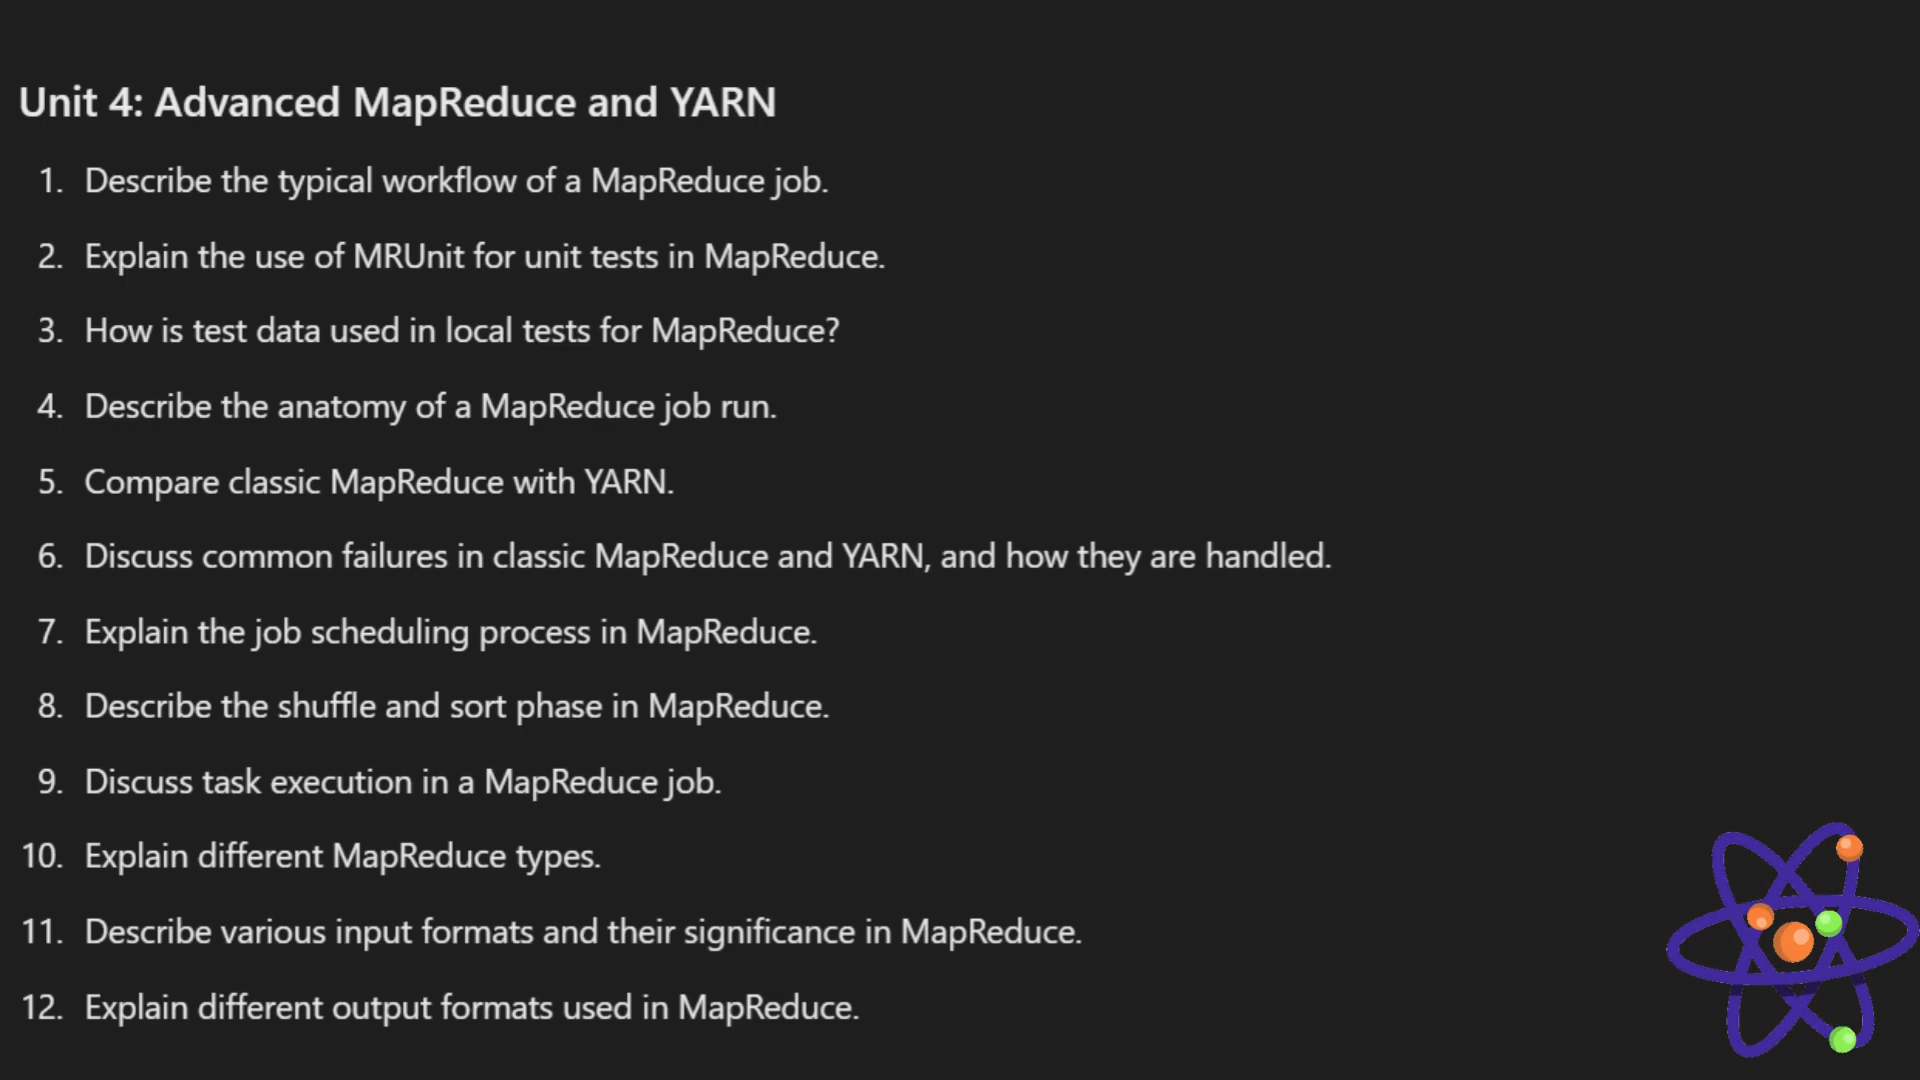 Unit 4: Advanced MapReduce and YARN
1. Describe the typical workflow of a MapReduce job.
2. Explain the use of MRUnit for unit tests in MapReduce.
3. How is test data used in local tests for MapReduce?
4. Describe the anatomy of a MapReduce job run.
5. Compare classic MapReduce with YARN.
6. Discuss common failures in classic MapReduce and YARN, and how they are handled.
7. Explain the job scheduling process in MapReduce.
8. Describe the shuffle and sort phase in MapReduce.
9. Discuss task execution in a MapReduce job.
10. Explain different MapReduce types.
11. Describe various input formats and their significance in MapReduce.
12. Explain different output formats used in MapReduce.